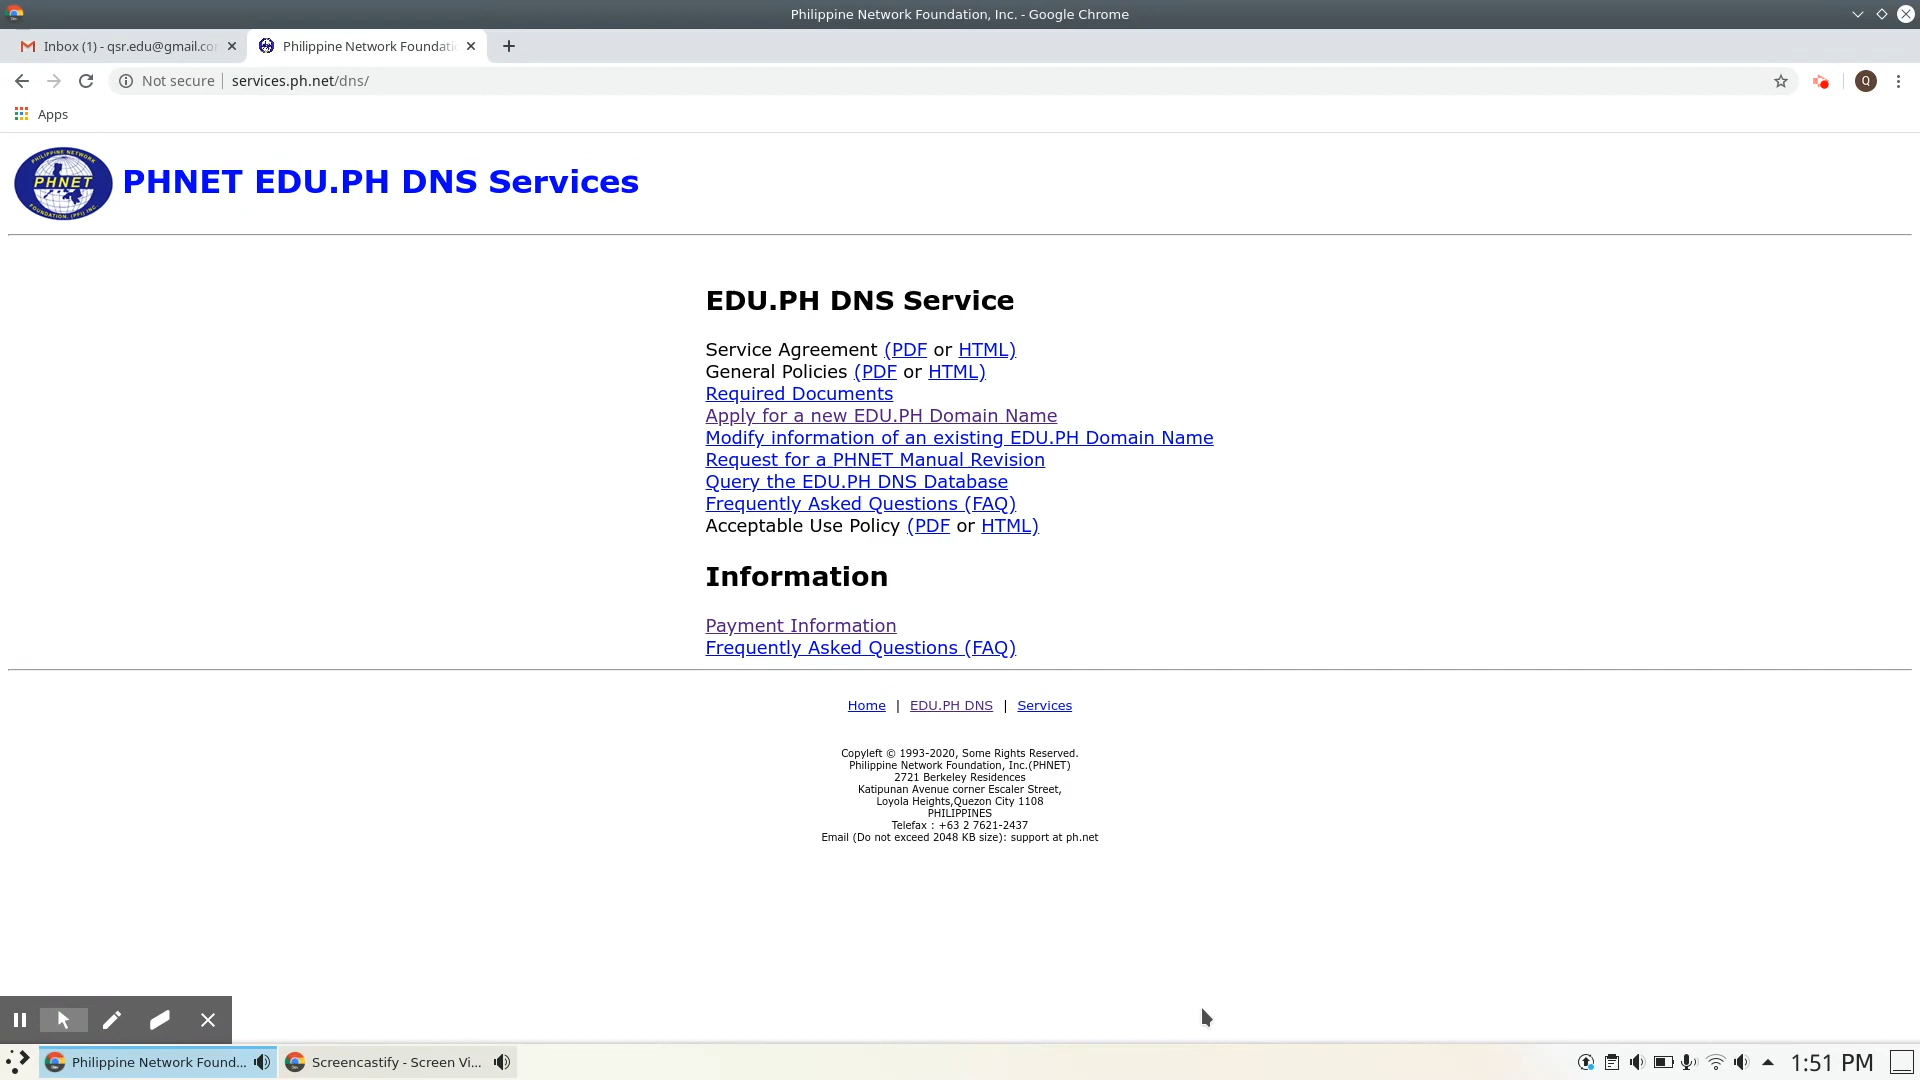 Philippine Network Foundation, Inc. - Google Chrome
Inbox (1) - qsr.edu@gmail.cor
Philippine Network Foundati
Not secure | services.ph.net/dns/
Q
Apps
PHILIPPINE NETWORK
PHNET
FOUNDATION, (PFI) INC.
PHNET EDU.PH DNS Services
EDU.PH DNS Service
Service Agreement (PDF or HTML)
General Policies (PDF or HTML)
Required Documents
Apply for a new EDU.PH Domain Name
Modify information of an existing EDU.PH Domain Name
Request for a PHNET Manual Revision
Query the EDU.PH DNS Database
Frequently Asked Questions (FAQ)
Acceptable Use Policy (PDF or HTML)
Information
Payment Information
Frequently Asked Questions (FAQ)
Home | EDU.PH DNS | Services
Copyleft © 1993-2020, Some Rights Reserved.
Philippine Network Foundation, Inc.(PHNET)
2721 Berkeley Residences
Katipunan Avenue corner Escaler Street,
Loyola Heights,Quezon City 1108
PHILIPPINES
Telefax : +63 2 7621-2437
Email (Do not exceed 2048 KB size): support at ph.net
Philippine Network Found...
Screencastify - Screen Vi...
1:51 PM